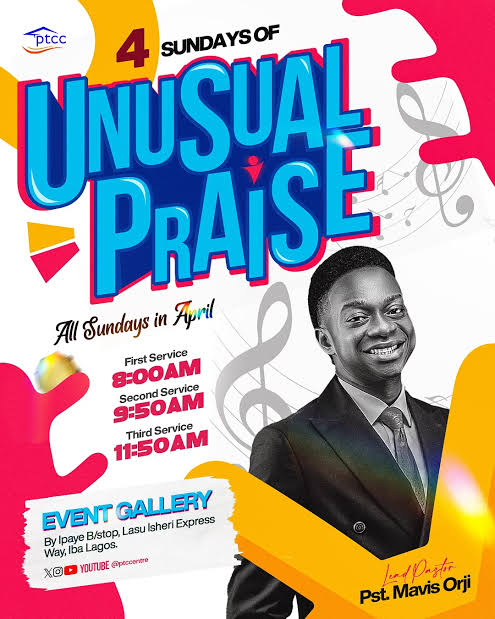 ptcc
4 SUNDAYS OF
UNUSUAL
PRAISE
All Sundays in April
First Service
8:00AM
Second Service
9:50AM
Third Service
11:50AM
EVENT GALLERY
By Ipaye B/stop, Lasu Isheri Express
Way, Iba Lagos.
YOUTUBE @ptccentre
Lead Pastor
Pst. Mavis Orji